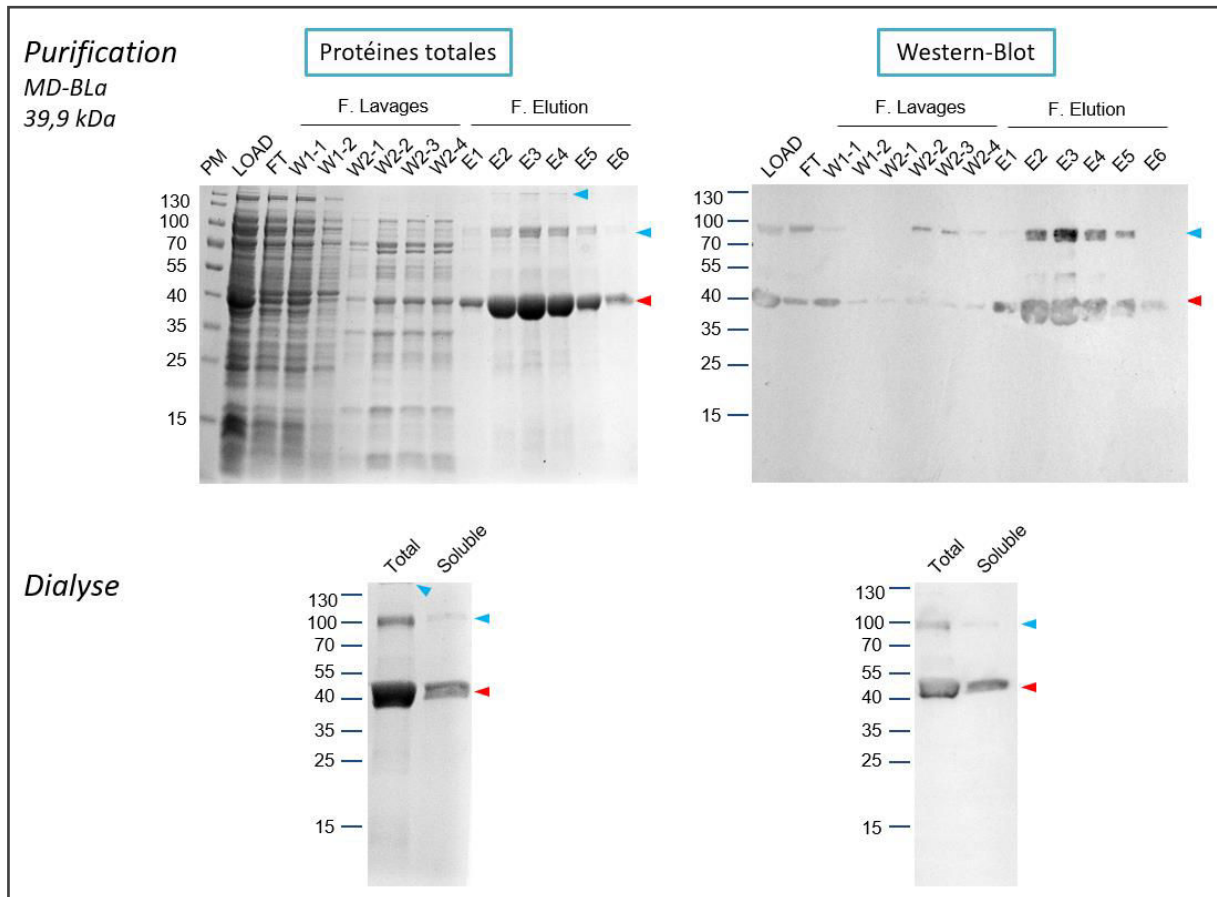 Purification
MD-BLa
39,9 kDa
Protéines totales
F. Lavages
F. Elution
PM LOAD FT W1-1 W1-2 W2-1 W2-2 W2-3 W2-4 E1 E2 E3 E4 E5 E6
130
100
70
55
40
35
25
15
Western-Blot
F. Lavages
F. Elution
LOAD FT W1-1 W1-2 W2-1 W2-2 W2-3 W2-4 E1 E2 E3 E4 E5 E6
130
100
70
55
40
35
25
15
Dialyse
Total Soluble
130
100
70
55
40
35
25
15
Total Soluble
130
100
70
55
40
35
25
15